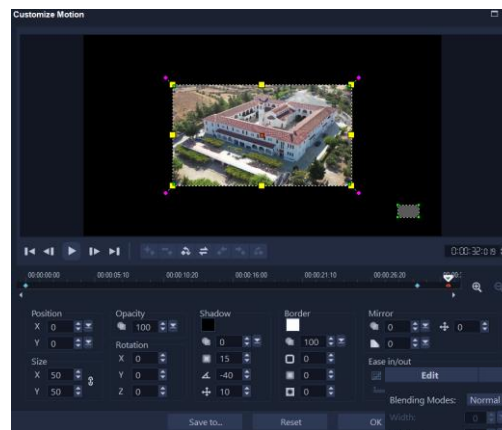 Customize Motion
0:00:32:019
00:00:00:00 00:00:05:10 00:00:10:20 00:00:16:00 00:00:21:10 00:00:26:20
Position Opacity Shadow Border Mirror
X 0 100 0 100 0 0
Y 0 Rotation 15 0 0
Size X 0 -40 0 Ease in/out
X 50 Y 0 10 0 Edit
Y 50 Z 0 Blending Modes: Normal
Save to... Reset OK Width: 0